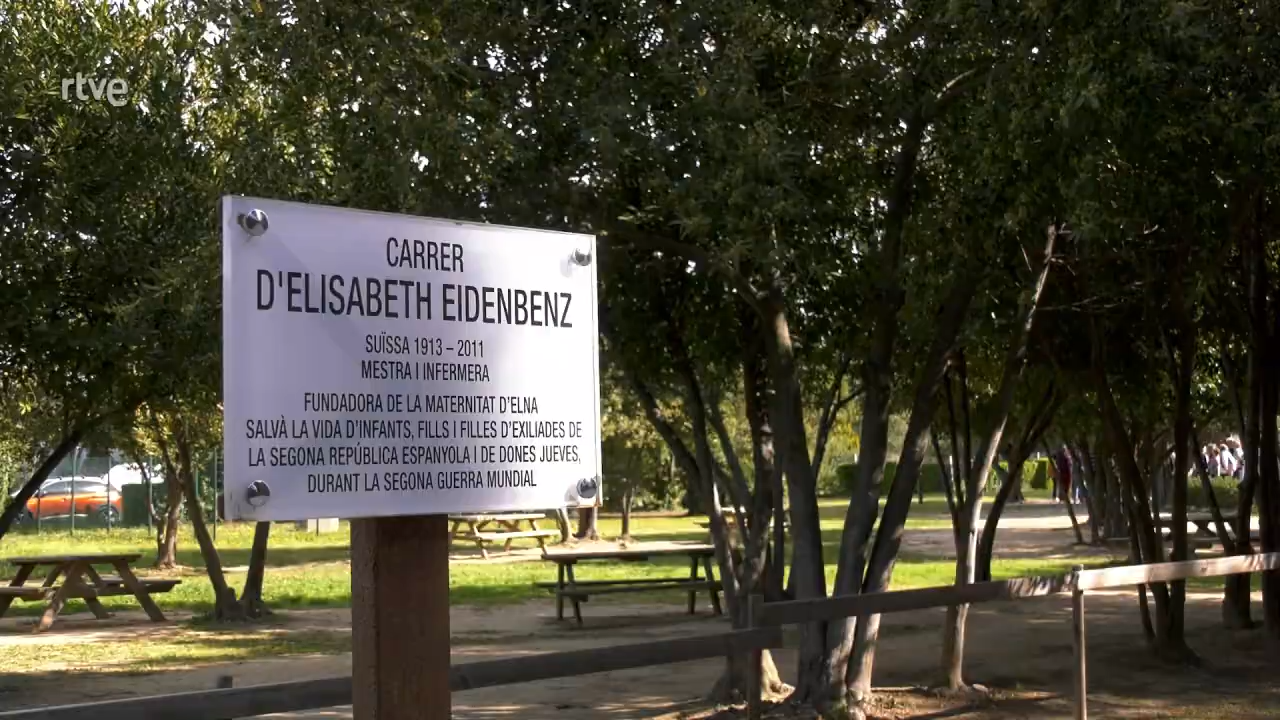 rtve
CARRER
D'ELISABETH EIDENBENZ
SUÏSSA 1913 – 2011
MESTRA I INFERMERA
FUNDADORA DE LA MATERNITAT D'ELNA
SALVÀ LA VIDA D'INFANTS, FILLS I FILLES D'EXILIADES DE
LA SEGONA REPÚBLICA ESPANYOLA I DE DONES JUEVES,
DURANT LA SEGONA GUERRA MUNDIAL